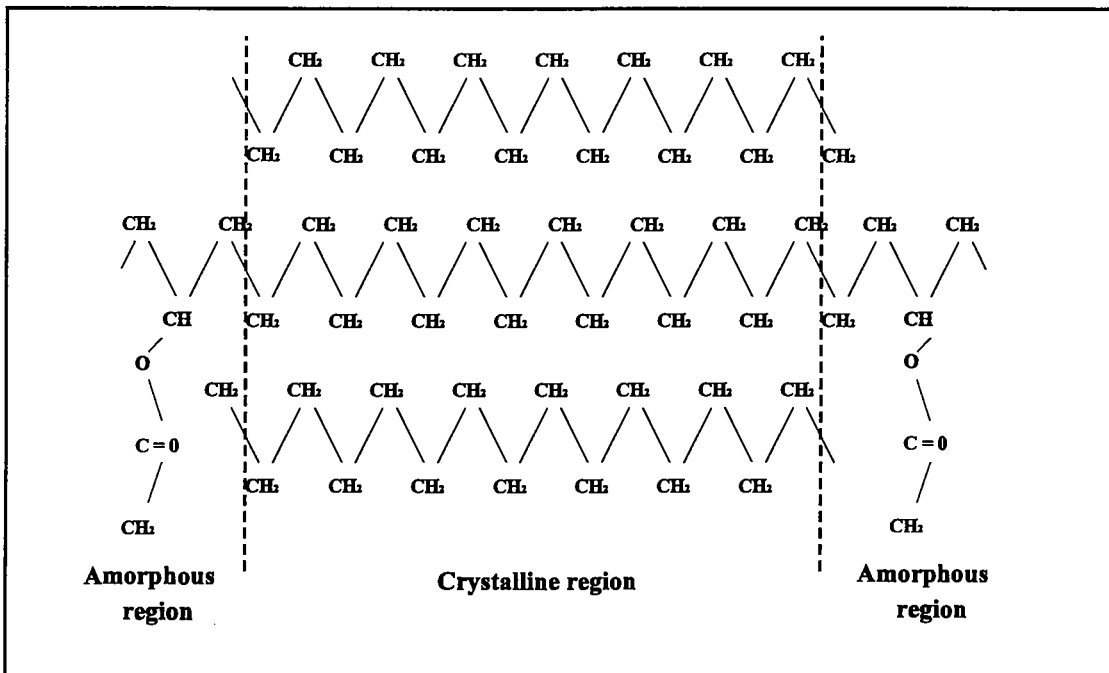 CH₂ CH₂ CH₂ CH₂ CH₂ CH₂ CH₂
CH₂ CH₂ CH₂ CH₂ CH₂ CH₂ CH₂ CH₂
CH₂ CH₂ CH₂ CH₂ CH₂ CH₂ CH₂ CH₂ CH₂ CH₂ CH₂
CH CH₂ CH₂ CH₂ CH₂ CH₂ CH₂ CH₂ CH₂ CH
O O
CH₂ CH₂ CH₂ CH₂ CH₂ CH₂ CH₂ CH₂
C = 0 C = 0
CH₂ CH₂ CH₂ CH₂ CH₂ CH₂ CH₂
CH₂ CH₂
Amorphous
region
Crystalline region
Amorphous
region